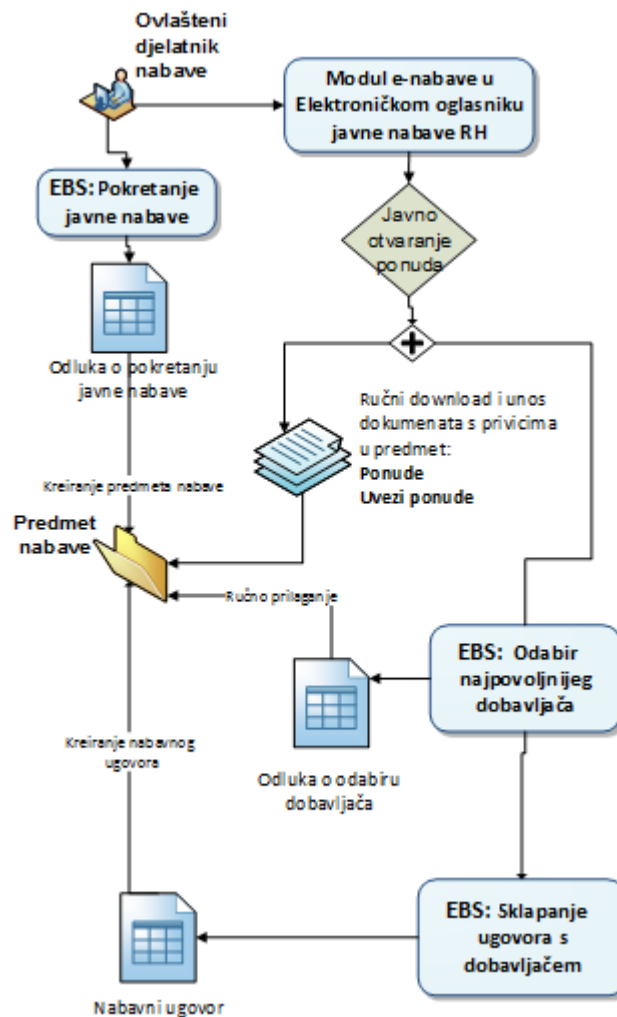 Ovlašteni
djelatnik
nabave
Modul e-nabave u
Elektroničkom oglasniku
javne nabave RH
EBS: Pokretanje
javne nabave
Javno
otvaranje
ponuda
Odluka o pokretanju
javne nabave
Ručni download i unos
dokumenata s privicima
u predmet:
Ponude
Uvezi ponude
Kreiranje predmeta nabave
Predmet
nabave
Ručno prilaganje
EBS: Odabir
najpovoljnijeg
dobavljača
Odluka o odabiru
dobavljača
Kreiranje nabavnog
ugovora
EBS: Sklapanje
ugovora s
dobavljačem
Nabavni ugovor